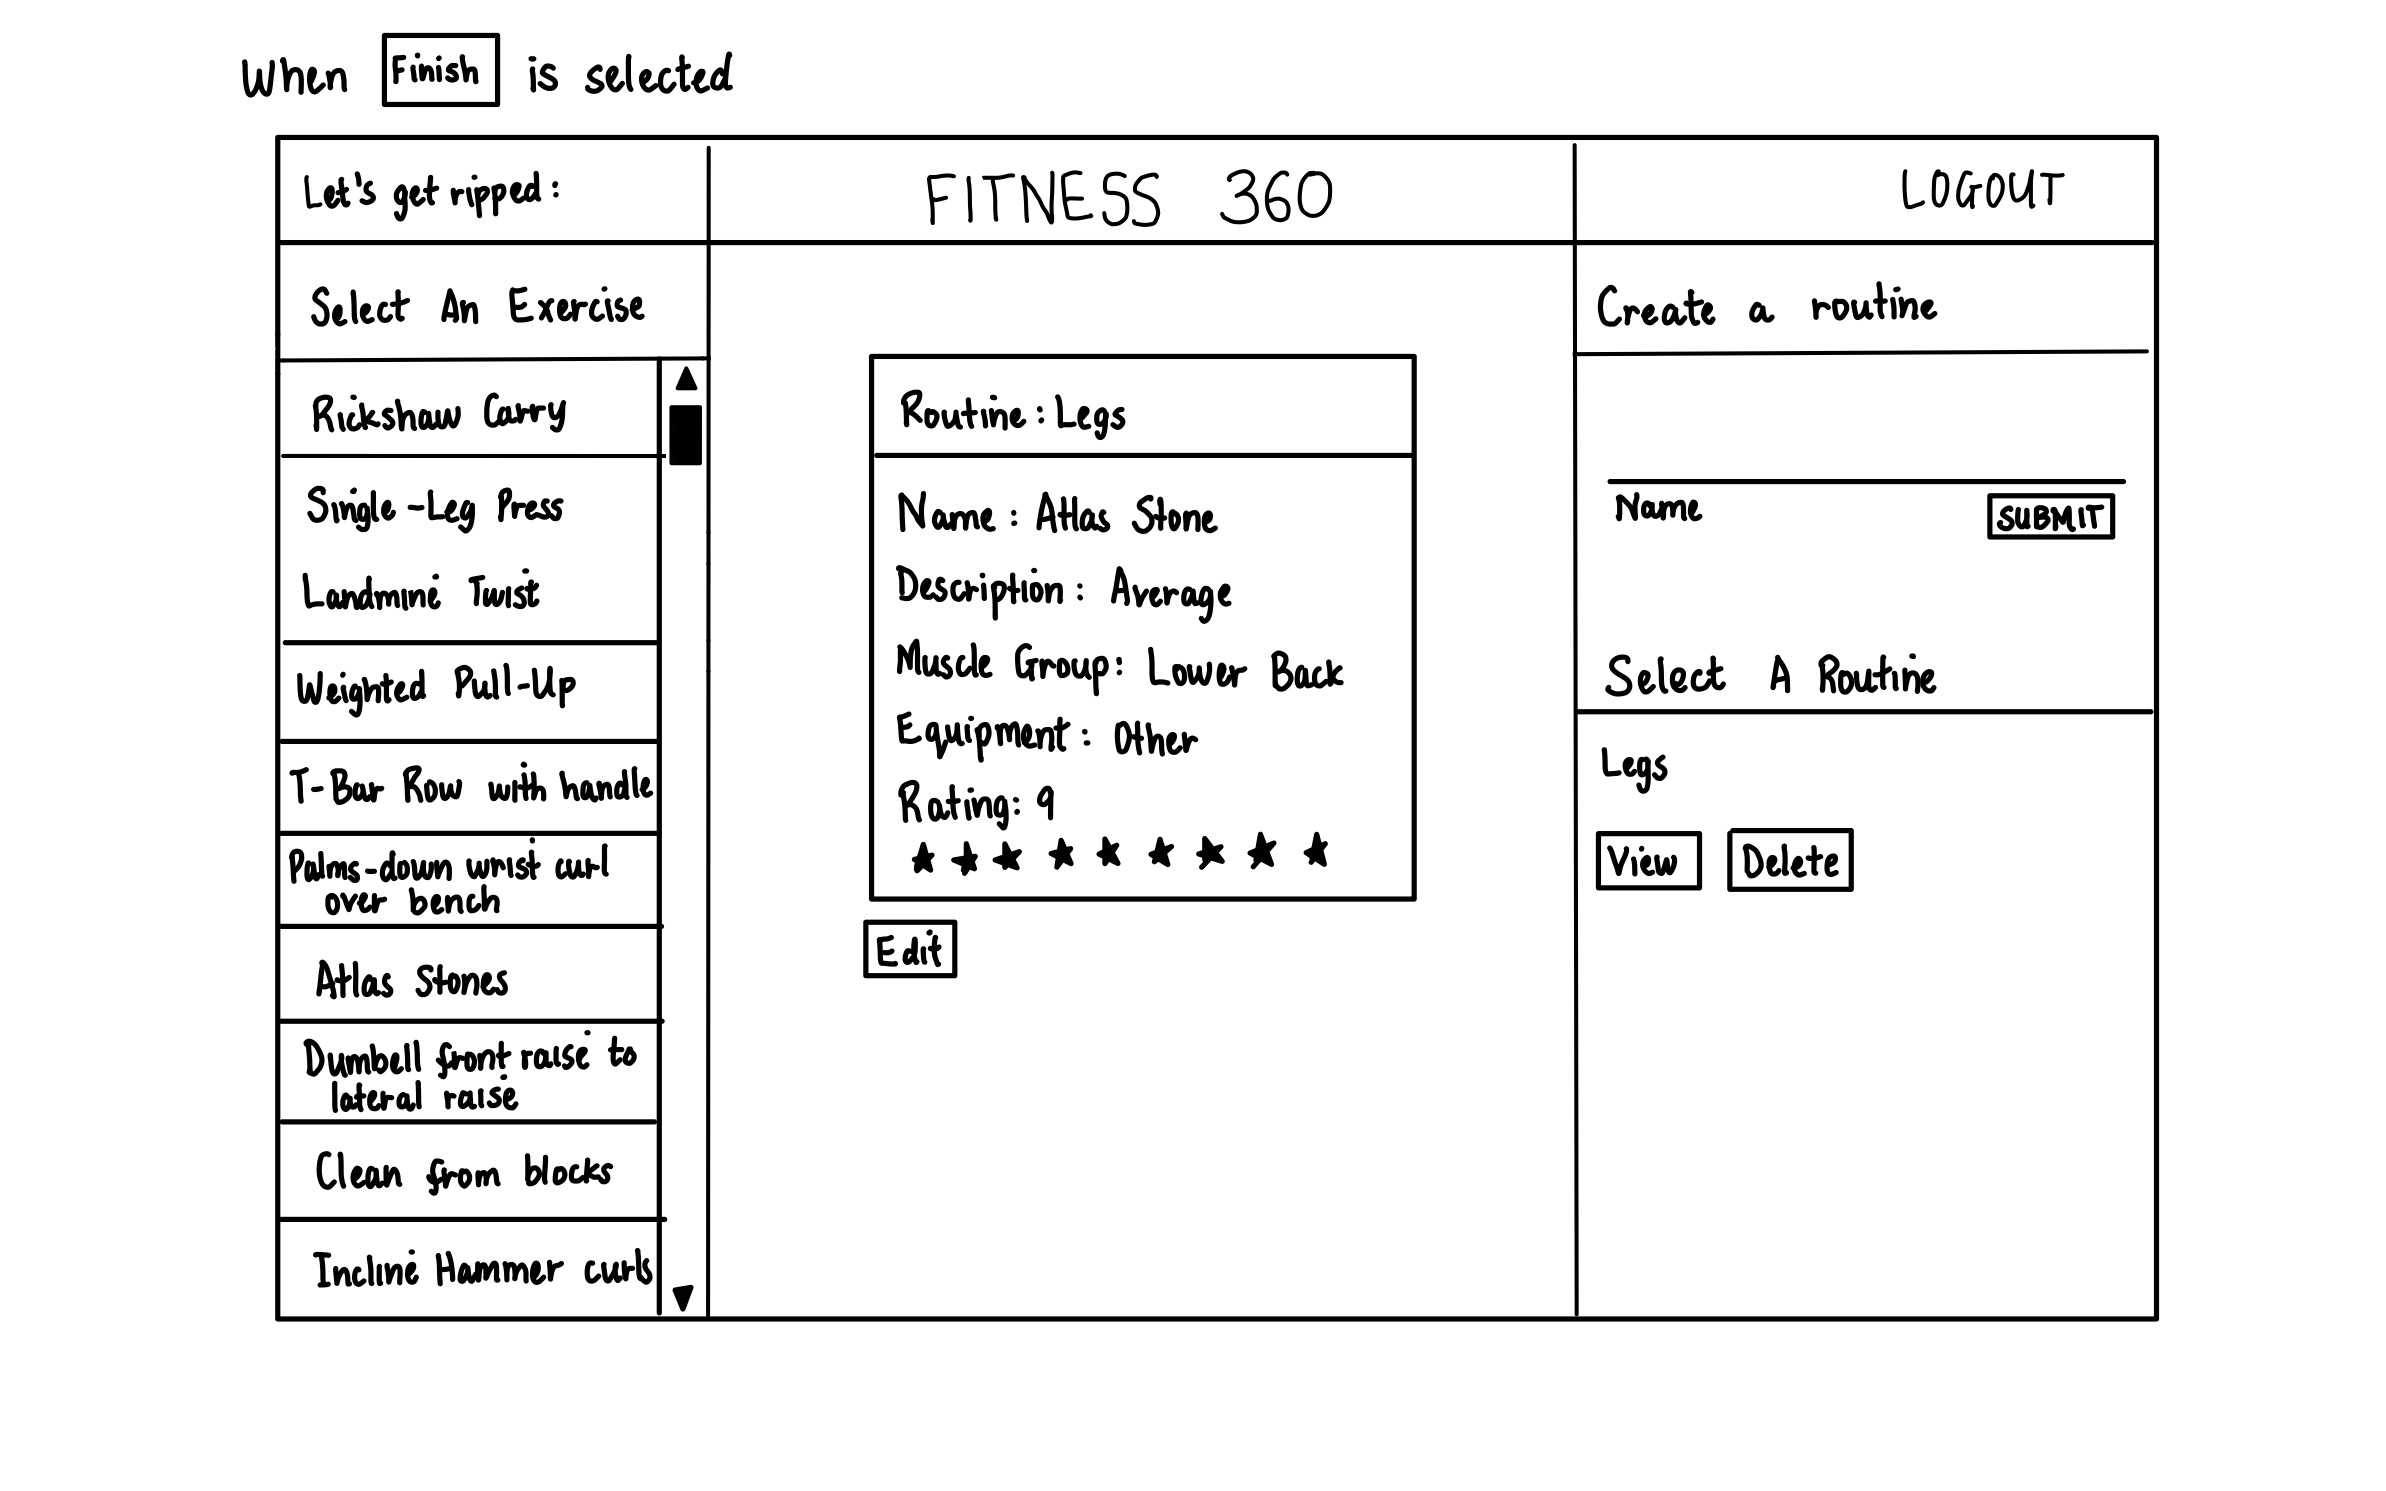 When Finish is selected
Let's get ripped:
FITNESS 360
LOGOUT
Select An Exercise
Rickshaw Carry
Single-Leg Press
Landmine Twist
Weighted Pull-Up
T-Bar Row with handle
Palms-down wrist curl
over bench
Atlas Stones
Dumbell front raise to
lateral raise
Clean from blocks
Incline Hammer curls
Routine: Legs
Name: Atlas Stone
Description: Average
Muscle Group: Lower Back
Equipment: Other
Rating: 9
Edit
Create a routine
Name
SUBMIT
Select A Routine
Legs
View Delete